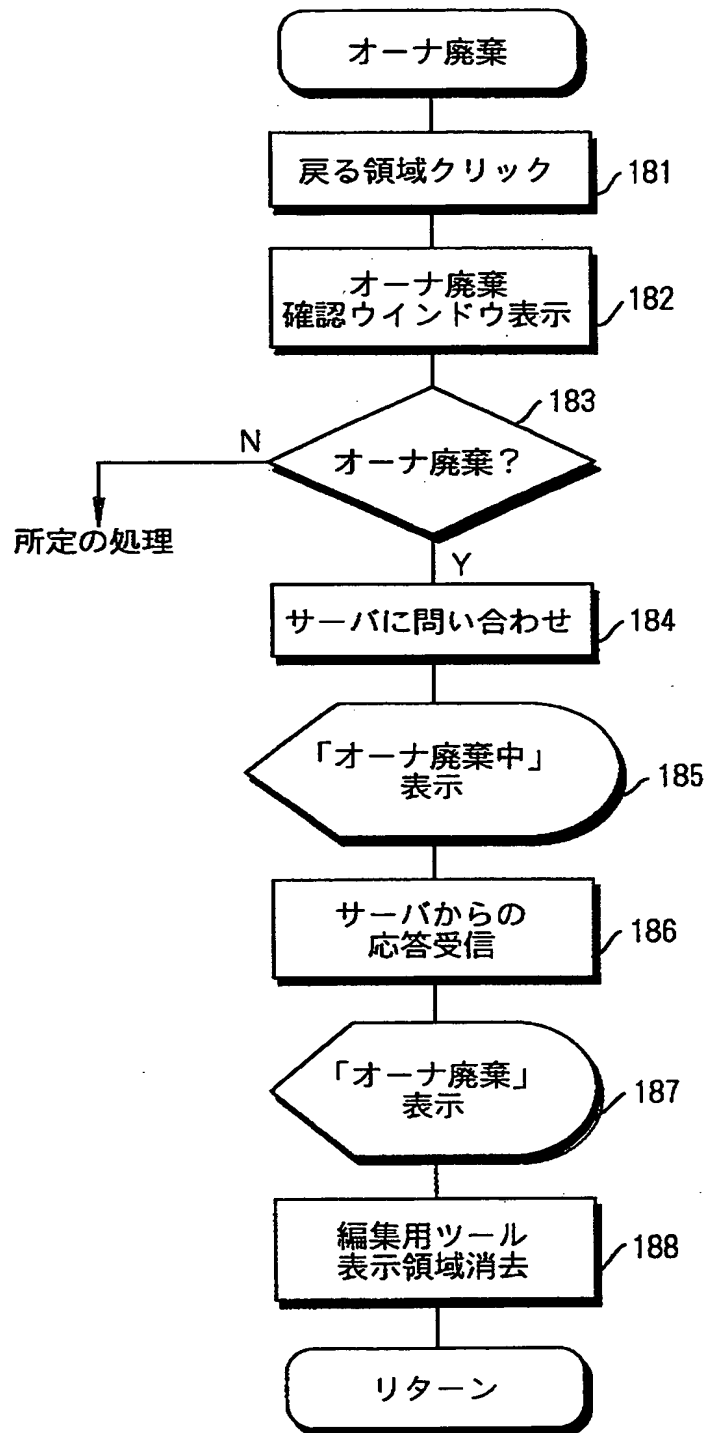 オーナ廃棄
戻る領域クリック
181
オーナ廃棄
確認ウインドウ表示
182
183
N
オーナ廃棄？
所定の処理
Y
サーバに問い合わせ
184
「オーナ廃棄中」
表示
185
サーバからの
応答受信
186
「オーナ廃棄」
表示
187
編集用ツール
表示領域消去
188
リターン